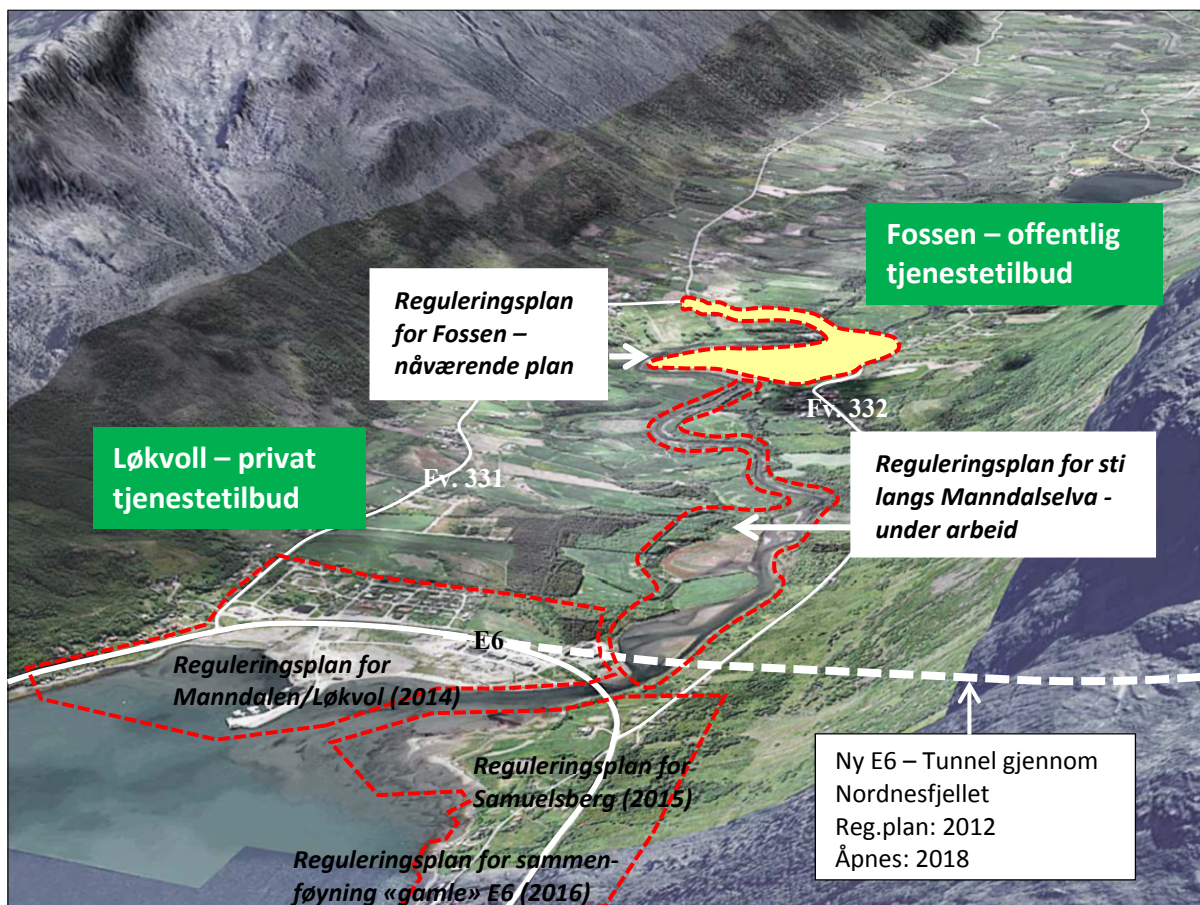 Fossen – offentlig
tjenestetilbud
Reguleringsplan
for Fossen –
nåværende plan
Fv. 332
Løkvoll – privat
tjenestetilbud
Fv. 331
Reguleringsplan for sti
langs Manndalselva -
under arbeid
E6
Reguleringsplan for
Manndalen/Løkvol (2014)
Reguleringsplan for
Samuelsberg (2015)
Ny E6 – Tunnel gjennom
Nordnesfjellet
Reg.plan: 2012
Åpnes: 2018
Reguleringsplan for sammen-
føyning «gamle» E6 (2016)